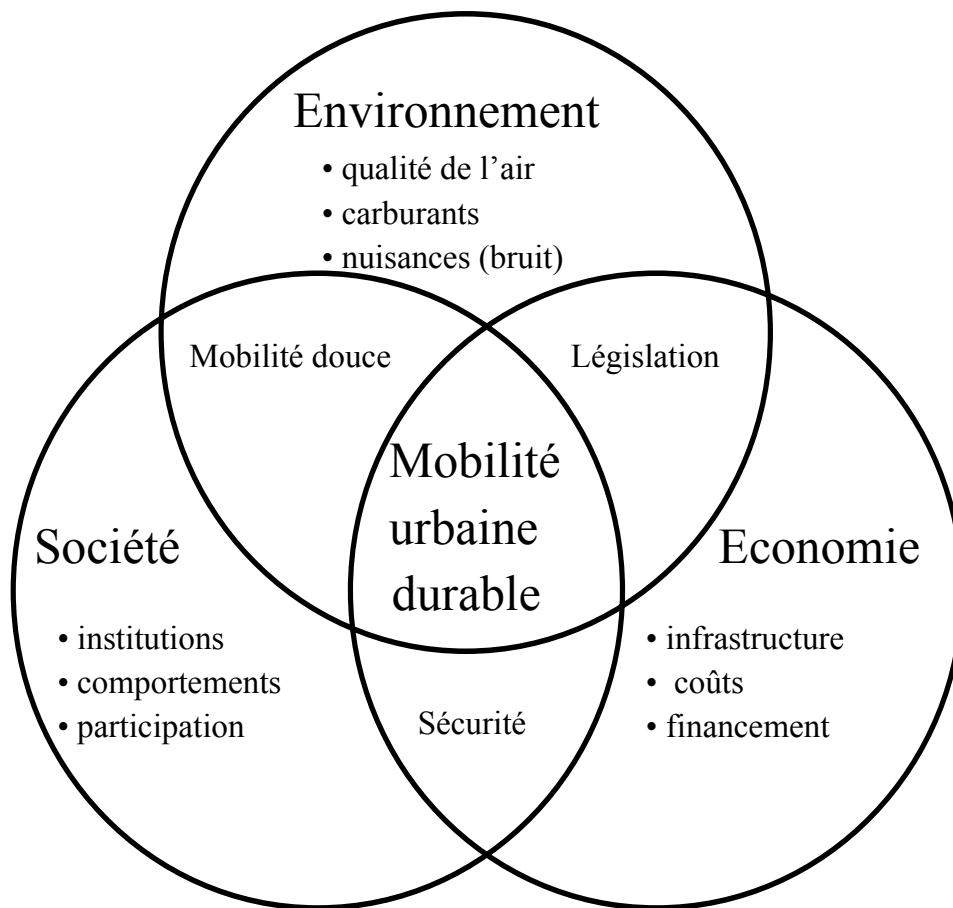 Environnement
• qualité de l’air
• carburants
• nuisances (bruit)
Mobilité douce
Législation
Mobilité
urbaine
durable
Société
• institutions
• comportements
• participation
Economie
• infrastructure
• coûts
• financement
Sécurité